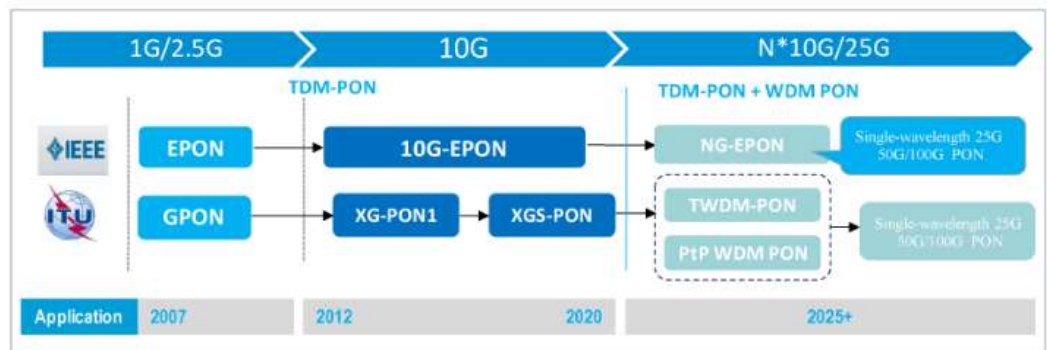 1G/2.5G
10G
N*10G/25G
TDM-PON
TDM-PON + WDM PON
IEEE
EPON
10G-EPON
NG-EPON
Single-wavelength 25G
50G/100G PON
ITU
GPON
XG-PON1
XGS-PON
TWDM-PON
PtP WDM PON
Single-wavelength 25G
50G/100G PON
Application
2007
2012
2020
2025+